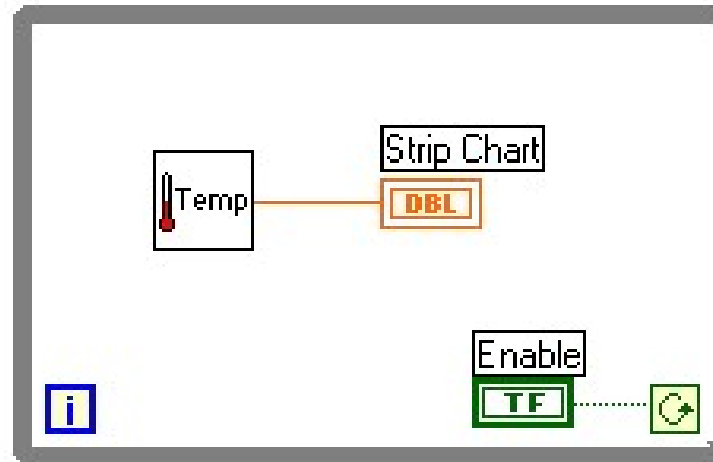 Strip Chart
Temp
DBL
Enable
TF
i